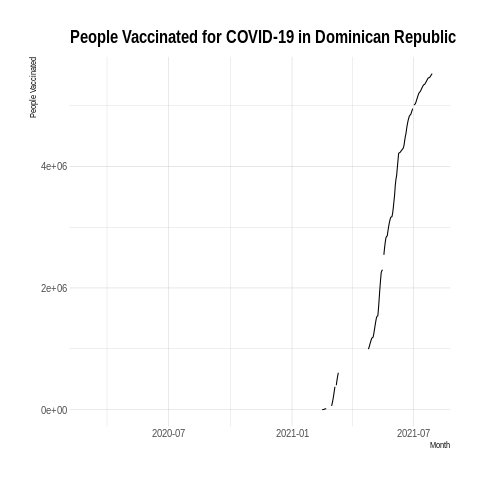 People Vaccinated for COVID-19 in Dominican Republic
People Vaccinated
4e+06
2e+06
0e+00
2020-07
2021-01
2021-07
Month